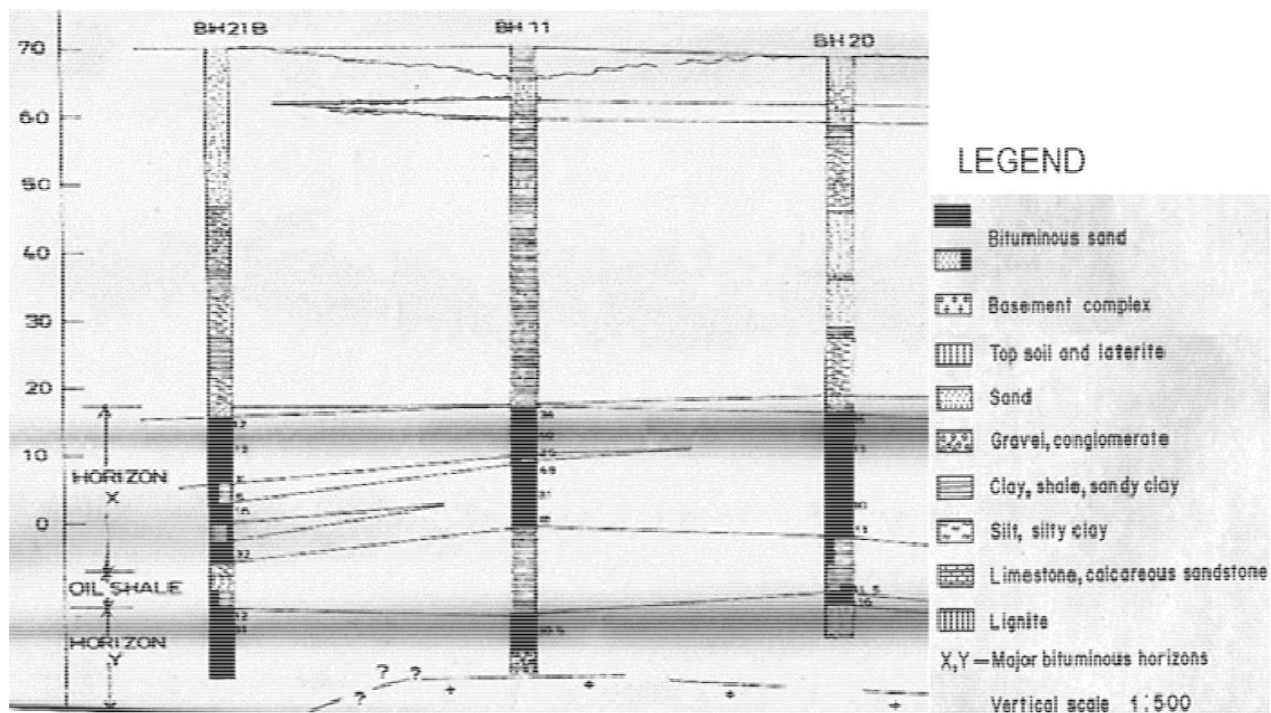 BH21B
BH 11
BH 20
70
60
50
40
30
20
10
0
HORIZON
X
OIL SHALE
HORIZON
Y
? ?
?
LEGEND
Bituminous sand
Basement complex
Top soil and laterite
Sand
Gravel, conglomerate
Clay, shale, sandy clay
Silt, silty clay
Limestone, calcareous sandstone
Lignite
X,Y—Major bituminous horizons
Vertical scale 1:500